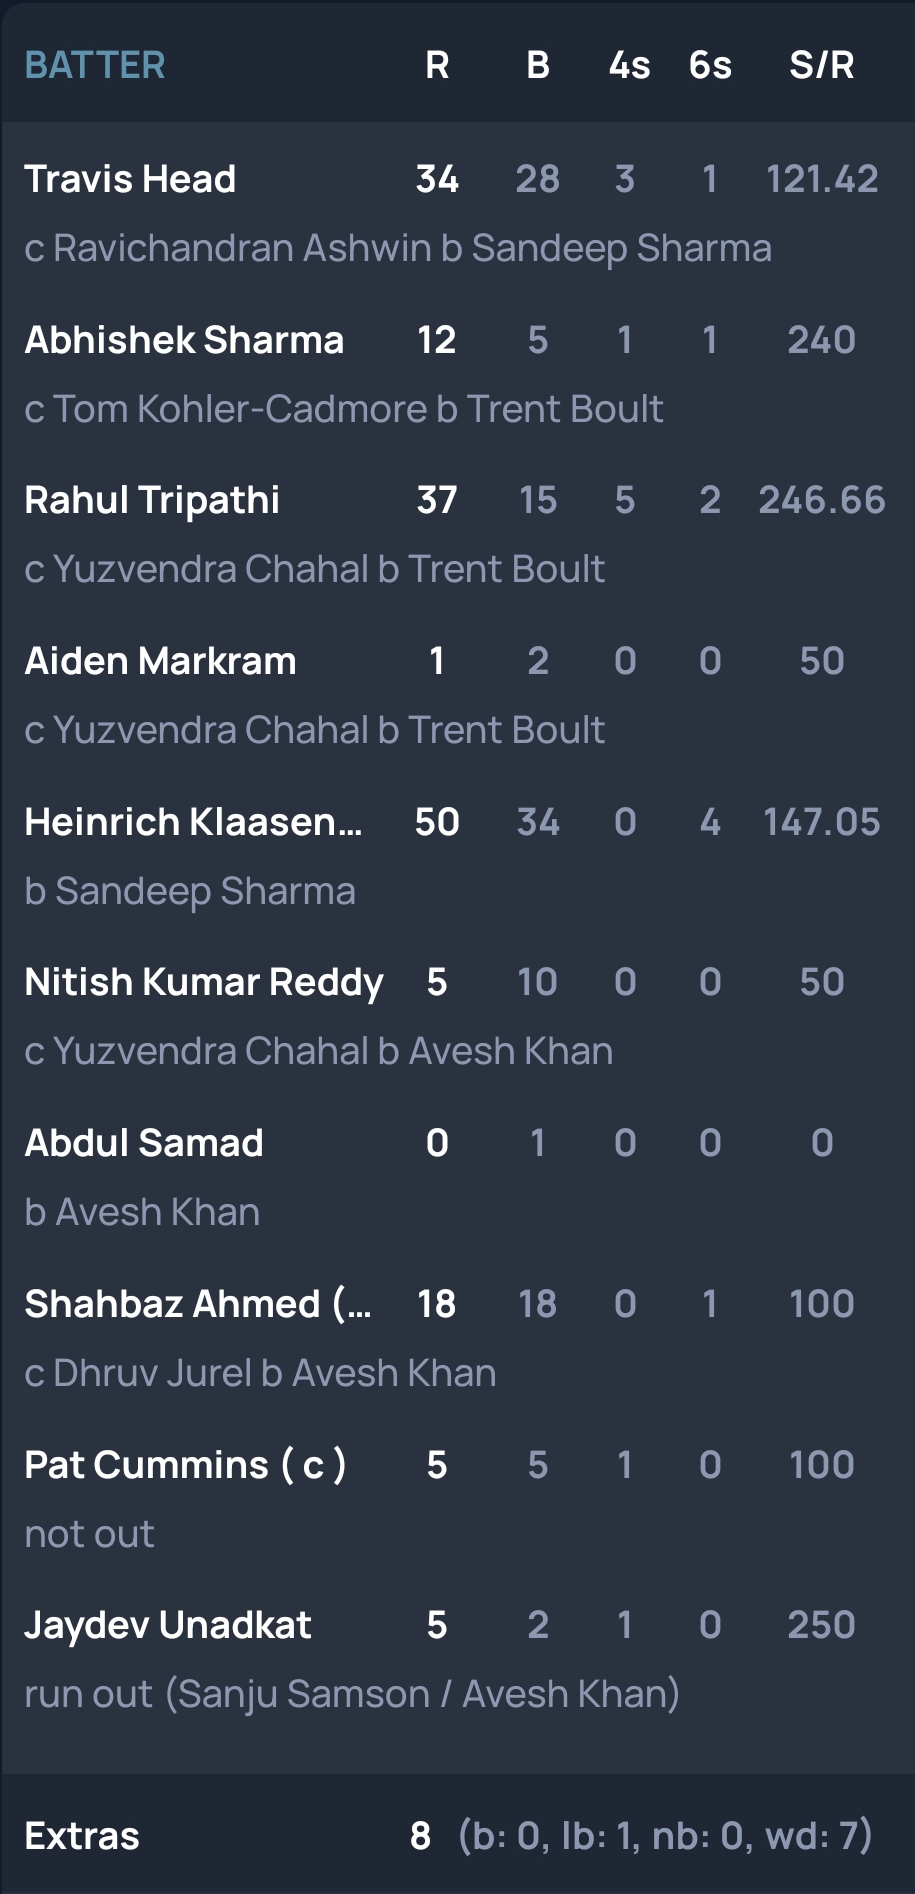 BATTER R B 4s 6s S/R
Travis Head 34 28 3 1 121.42
c Ravichandran Ashwin b Sandeep Sharma
Abhishek Sharma 12 5 1 1 240
c Tom Kohler-Cadmore b Trent Boult
Rahul Tripathi 37 15 5 2 246.66
c Yuzvendra Chahal b Trent Boult
Aiden Markram 1 2 0 0 50
c Yuzvendra Chahal b Trent Boult
Heinrich Klaasen... 50 34 0 4 147.05
b Sandeep Sharma
Nitish Kumar Reddy 5 10 0 0 50
c Yuzvendra Chahal b Avesh Khan
Abdul Samad 0 1 0 0 0
b Avesh Khan
Shahbaz Ahmed (... 18 18 0 1 100
c Dhruv Jurel b Avesh Khan
Pat Cummins ( c ) 5 5 1 0 100
not out
Jaydev Unadkat 5 2 1 0 250
run out (Sanju Samson / Avesh Khan)
Extras 8 (b: 0, lb: 1, nb: 0, wd: 7)